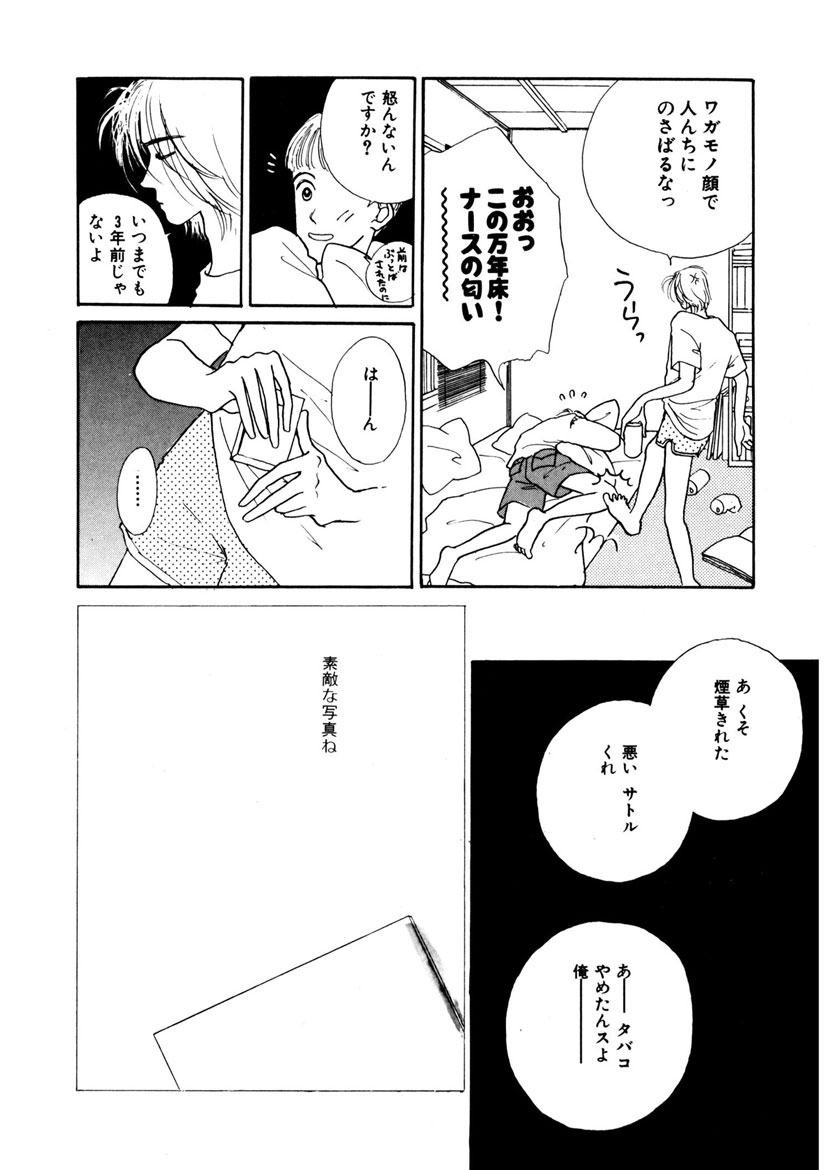 ワガモノ顔で
人んちに
のさばるなっ
おおっ
この万年床!
ナースの匂い
〜〜〜〜〜
うらっ
怒んないん
ですか?
前は
ぶっとば
されたのに
いつまでも
3年前じゃ
ないよ
は――ん
……
あ くそ
煙草きれた
悪い サトル
くれ
あ―― タバコ
やめたんスよ
俺――――
素敵な写真ね